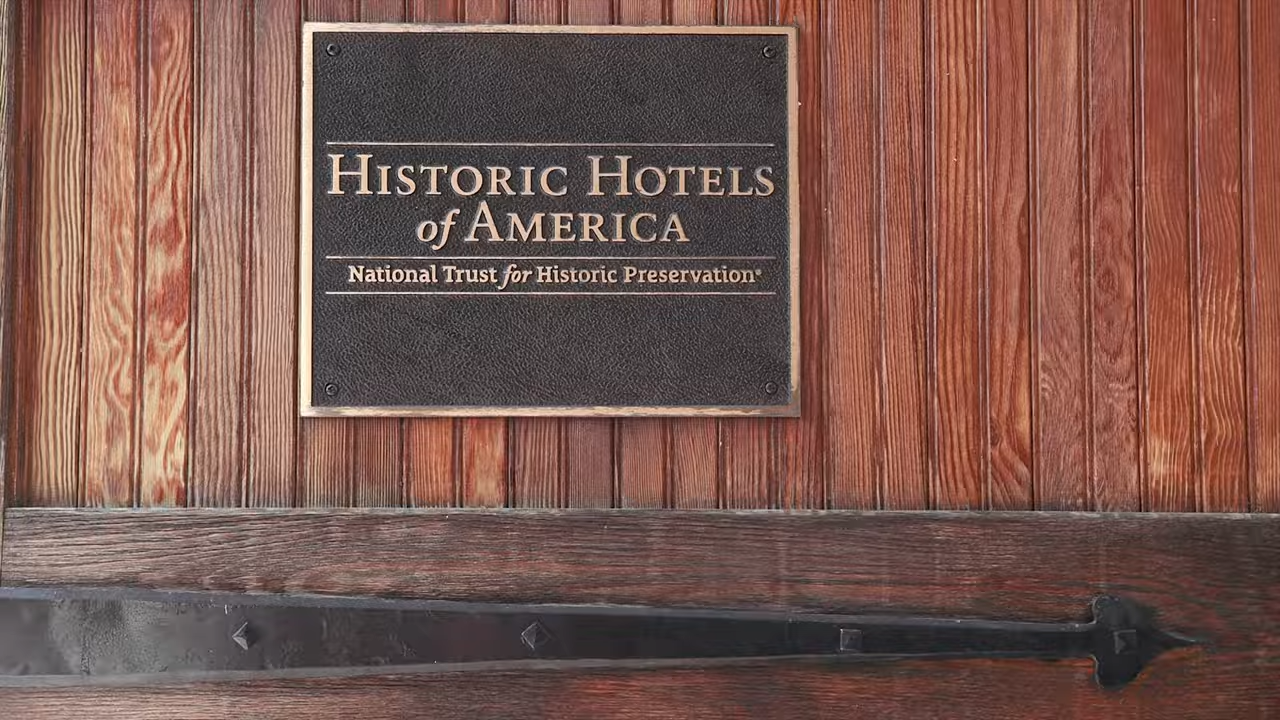 HISTORIC HOTELS
of AMERICA
National Trust for Historic Preservation®